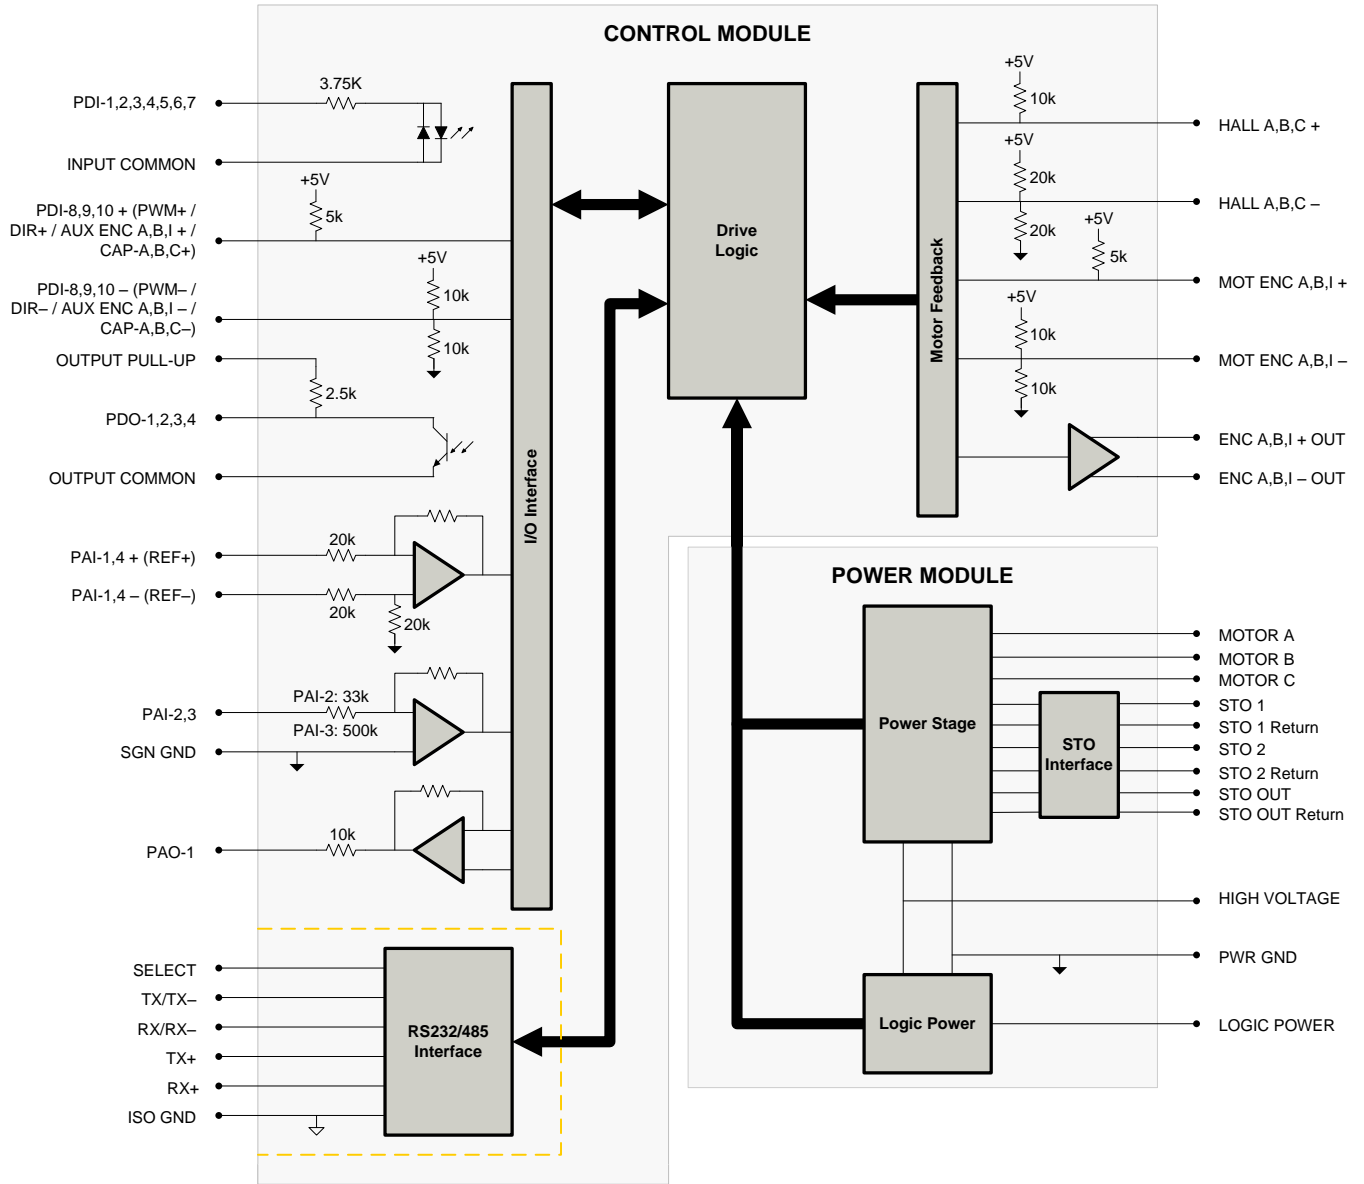 CONTROL MODULE
3.75K
PDI-1,2,3,4,5,6,7
INPUT COMMON
+5V
5k
PDI-8,9,10 + (PWM+ /
DIR+ / AUX ENC A,B,I + /
CAP-A,B,C+)
+5V
10k
10k
PDI-8,9,10 – (PWM– /
DIR– / AUX ENC A,B,I – /
CAP-A,B,C–)
OUTPUT PULL-UP
2.5k
PDO-1,2,3,4
OUTPUT COMMON
20k
PAI-1,4 + (REF+)
PAI-1,4 – (REF–)
20k
20k
PAI-2: 33k
PAI-2,3
PAI-3: 500k
SGN GND
10k
PAO-1
I/O Interface
SELECT
TX/TX–
RX/RX–
TX+
RX+
ISO GND
RS232/485
Interface
Drive
Logic
Motor Feedback
+5V
10k
HALL A,B,C +
+5V
20k
20k
HALL A,B,C –
+5V
5k
MOT ENC A,B,I +
+5V
10k
10k
MOT ENC A,B,I –
ENC A,B,I + OUT
ENC A,B,I – OUT
POWER MODULE
Power Stage
STO
Interface
MOTOR A
MOTOR B
MOTOR C
STO 1
STO 1 Return
STO 2
STO 2 Return
STO OUT
STO OUT Return
HIGH VOLTAGE
PWR GND
Logic Power
LOGIC POWER